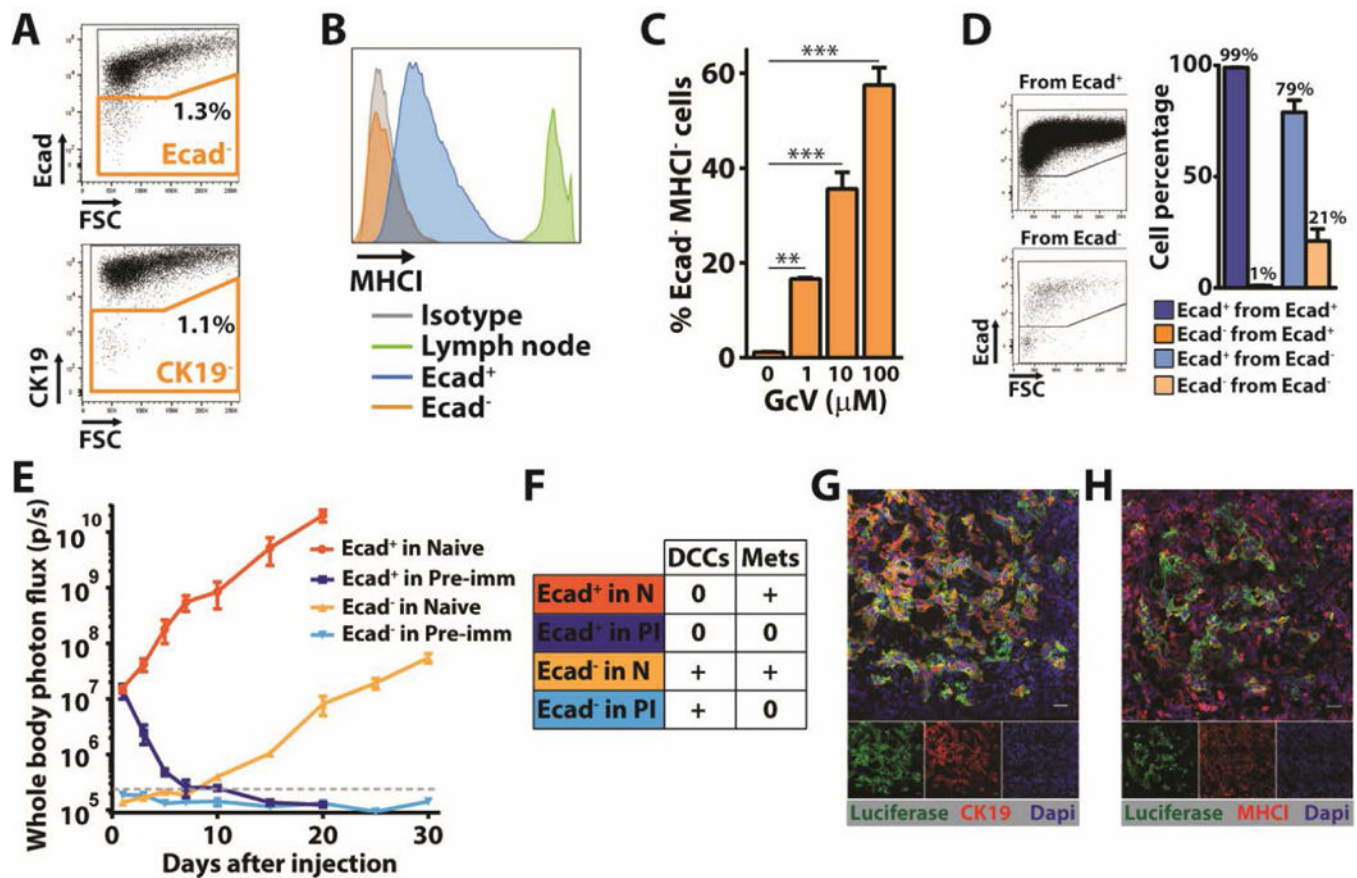 A
Ecad
1.3%
Ecad-
FSC
CK19
1.1%
CK19-
FSC
B
MHCI
Isotype
Lymph node
Ecad+
Ecad-
C
% Ecad- MHCI- cells
60
40
20
0
***
***
**
0 1 10 100
GcV (μM)
D
From Ecad+
From Ecad-
Ecad
FSC
Cell percentage
100
50
0
99%
1%
79%
21%
Ecad+ from Ecad+
Ecad- from Ecad+
Ecad+ from Ecad-
Ecad- from Ecad-
E
Whole body photon flux (p/s)
10^10
10^9
10^8
10^7
10^6
10^5
0 10 20 30
Days after injection
Ecad+ in Naive
Ecad+ in Pre-imm
Ecad- in Naive
Ecad- in Pre-imm
F
DCCs Mets
Ecad+ in N 0 +
Ecad+ in PI 0 0
Ecad- in N + +
Ecad- in PI + 0
G
Luciferase CK19 Dapi
H
Luciferase MHCI Dapi